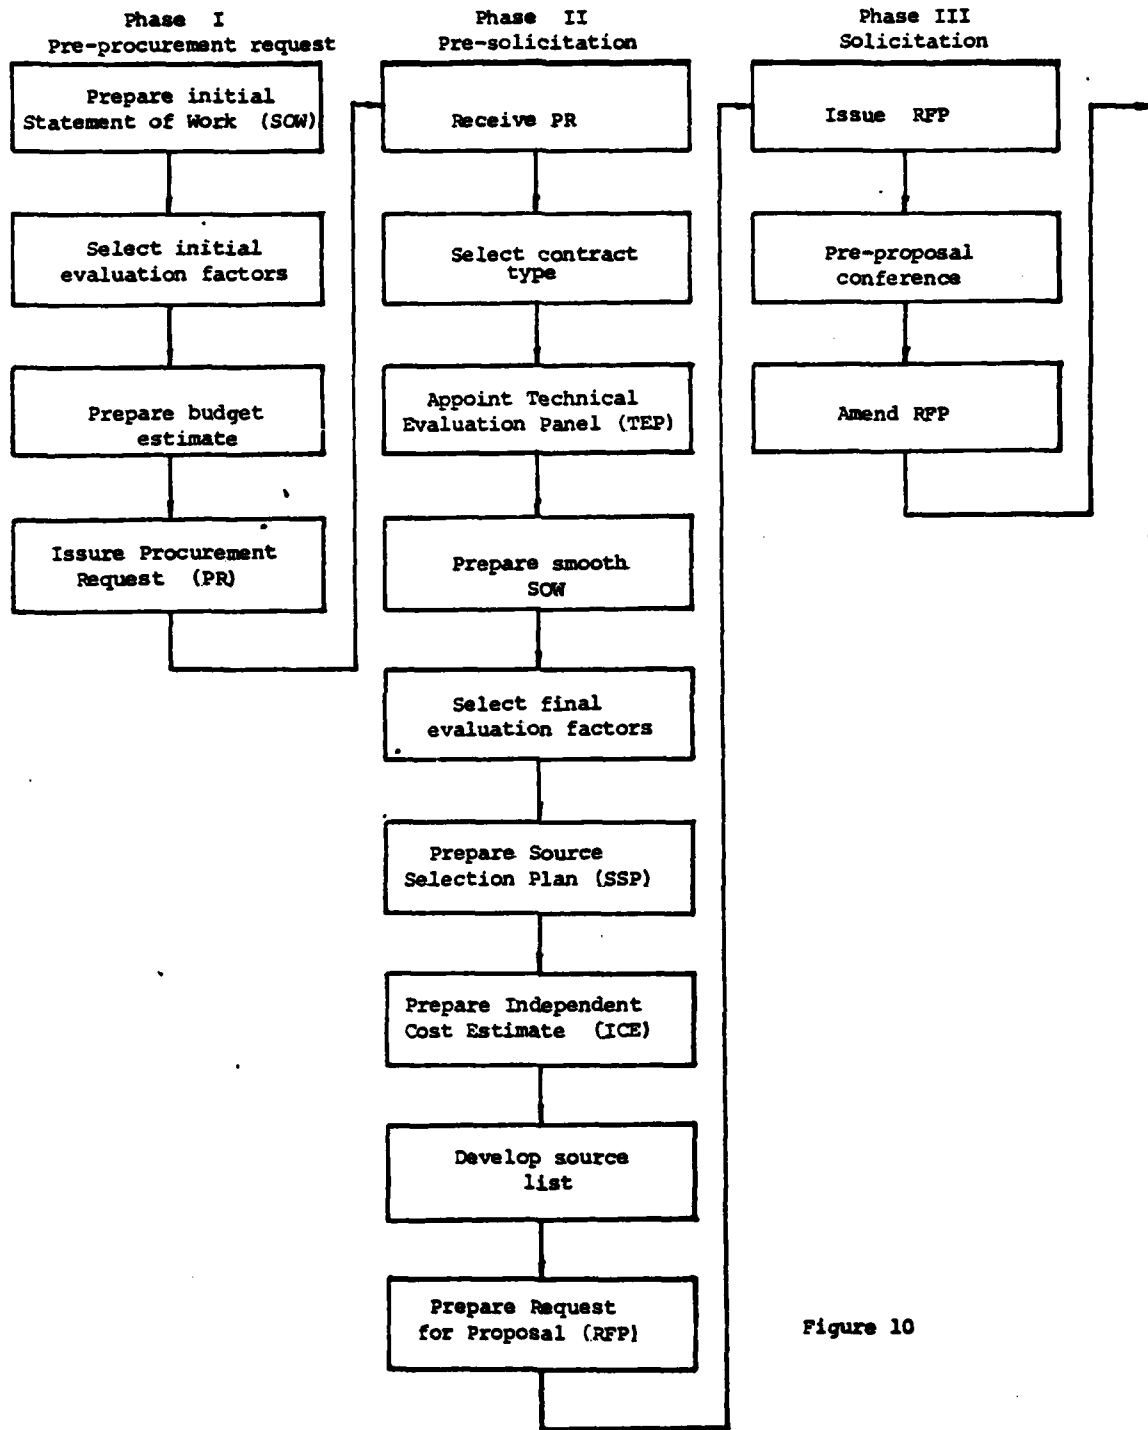 Phase I
Pre-procurement request
Prepare initial
Statement of Work (SOW)
Select initial
evaluation factors
Prepare budget
estimate
Issure Procurement
Request (PR)
Phase II
Pre-solicitation
Receive PR
Select contract
type
Appoint Technical
Evaluation Panel (TEP)
Prepare smooth
SOW
Select final
evaluation factors
Prepare Source
Selection Plan (SSP)
Prepare Independent
Cost Estimate (ICE)
Develop source
list
Prepare Request
for Proposal (RFP)
Phase III
Solicitation
Issue RFP
Pre-proposal
conference
Amend RFP
Figure 10